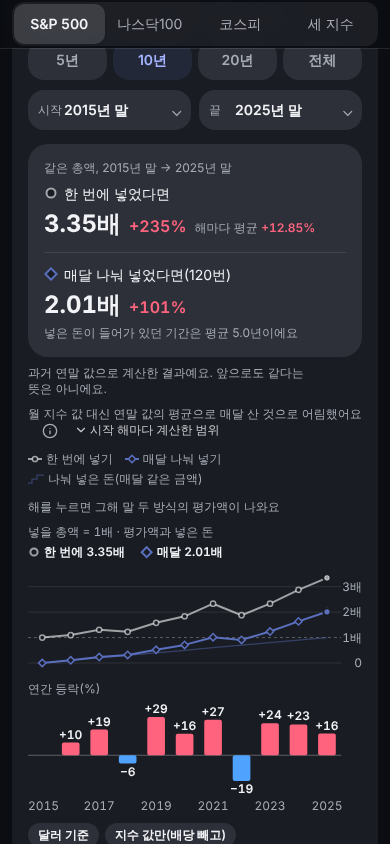 S&P 500 나스닥100 코스피 세 지수
5년 10년 20년 전체
시작 2015년 말 끝 2025년 말
같은 총액, 2015년 말 → 2025년 말
한 번에 넣었다면
3.35배 +235% 해마다 평균 +12.85%
매달 나눠 넣었다면(120번)
2.01배 +101%
넣은 돈이 들어가 있던 기간은 평균 5.0년이에요
과거 연말 값으로 계산한 결과예요. 앞으로도 같다는
뜻은 아니에요.
월 지수 값 대신 연말 값의 평균으로 매달 산 것으로 어림했어요
시작 해마다 계산한 범위
한 번에 넣기 매달 나눠 넣기
나눠 넣은 돈(매달 같은 금액)
해를 누르면 그해 말 두 방식의 평가액이 나와요
넣을 총액 = 1배 · 평가액과 넣은 돈
한 번에 3.35배 매달 2.01배
3배
2배
1배
0
연간 등락(%)
+10 +19 −6 +29 +16 +27 −19 +24 +23 +16
2015 2017 2019 2021 2023 2025
달러 기준 지수 값만(배당 빼고)